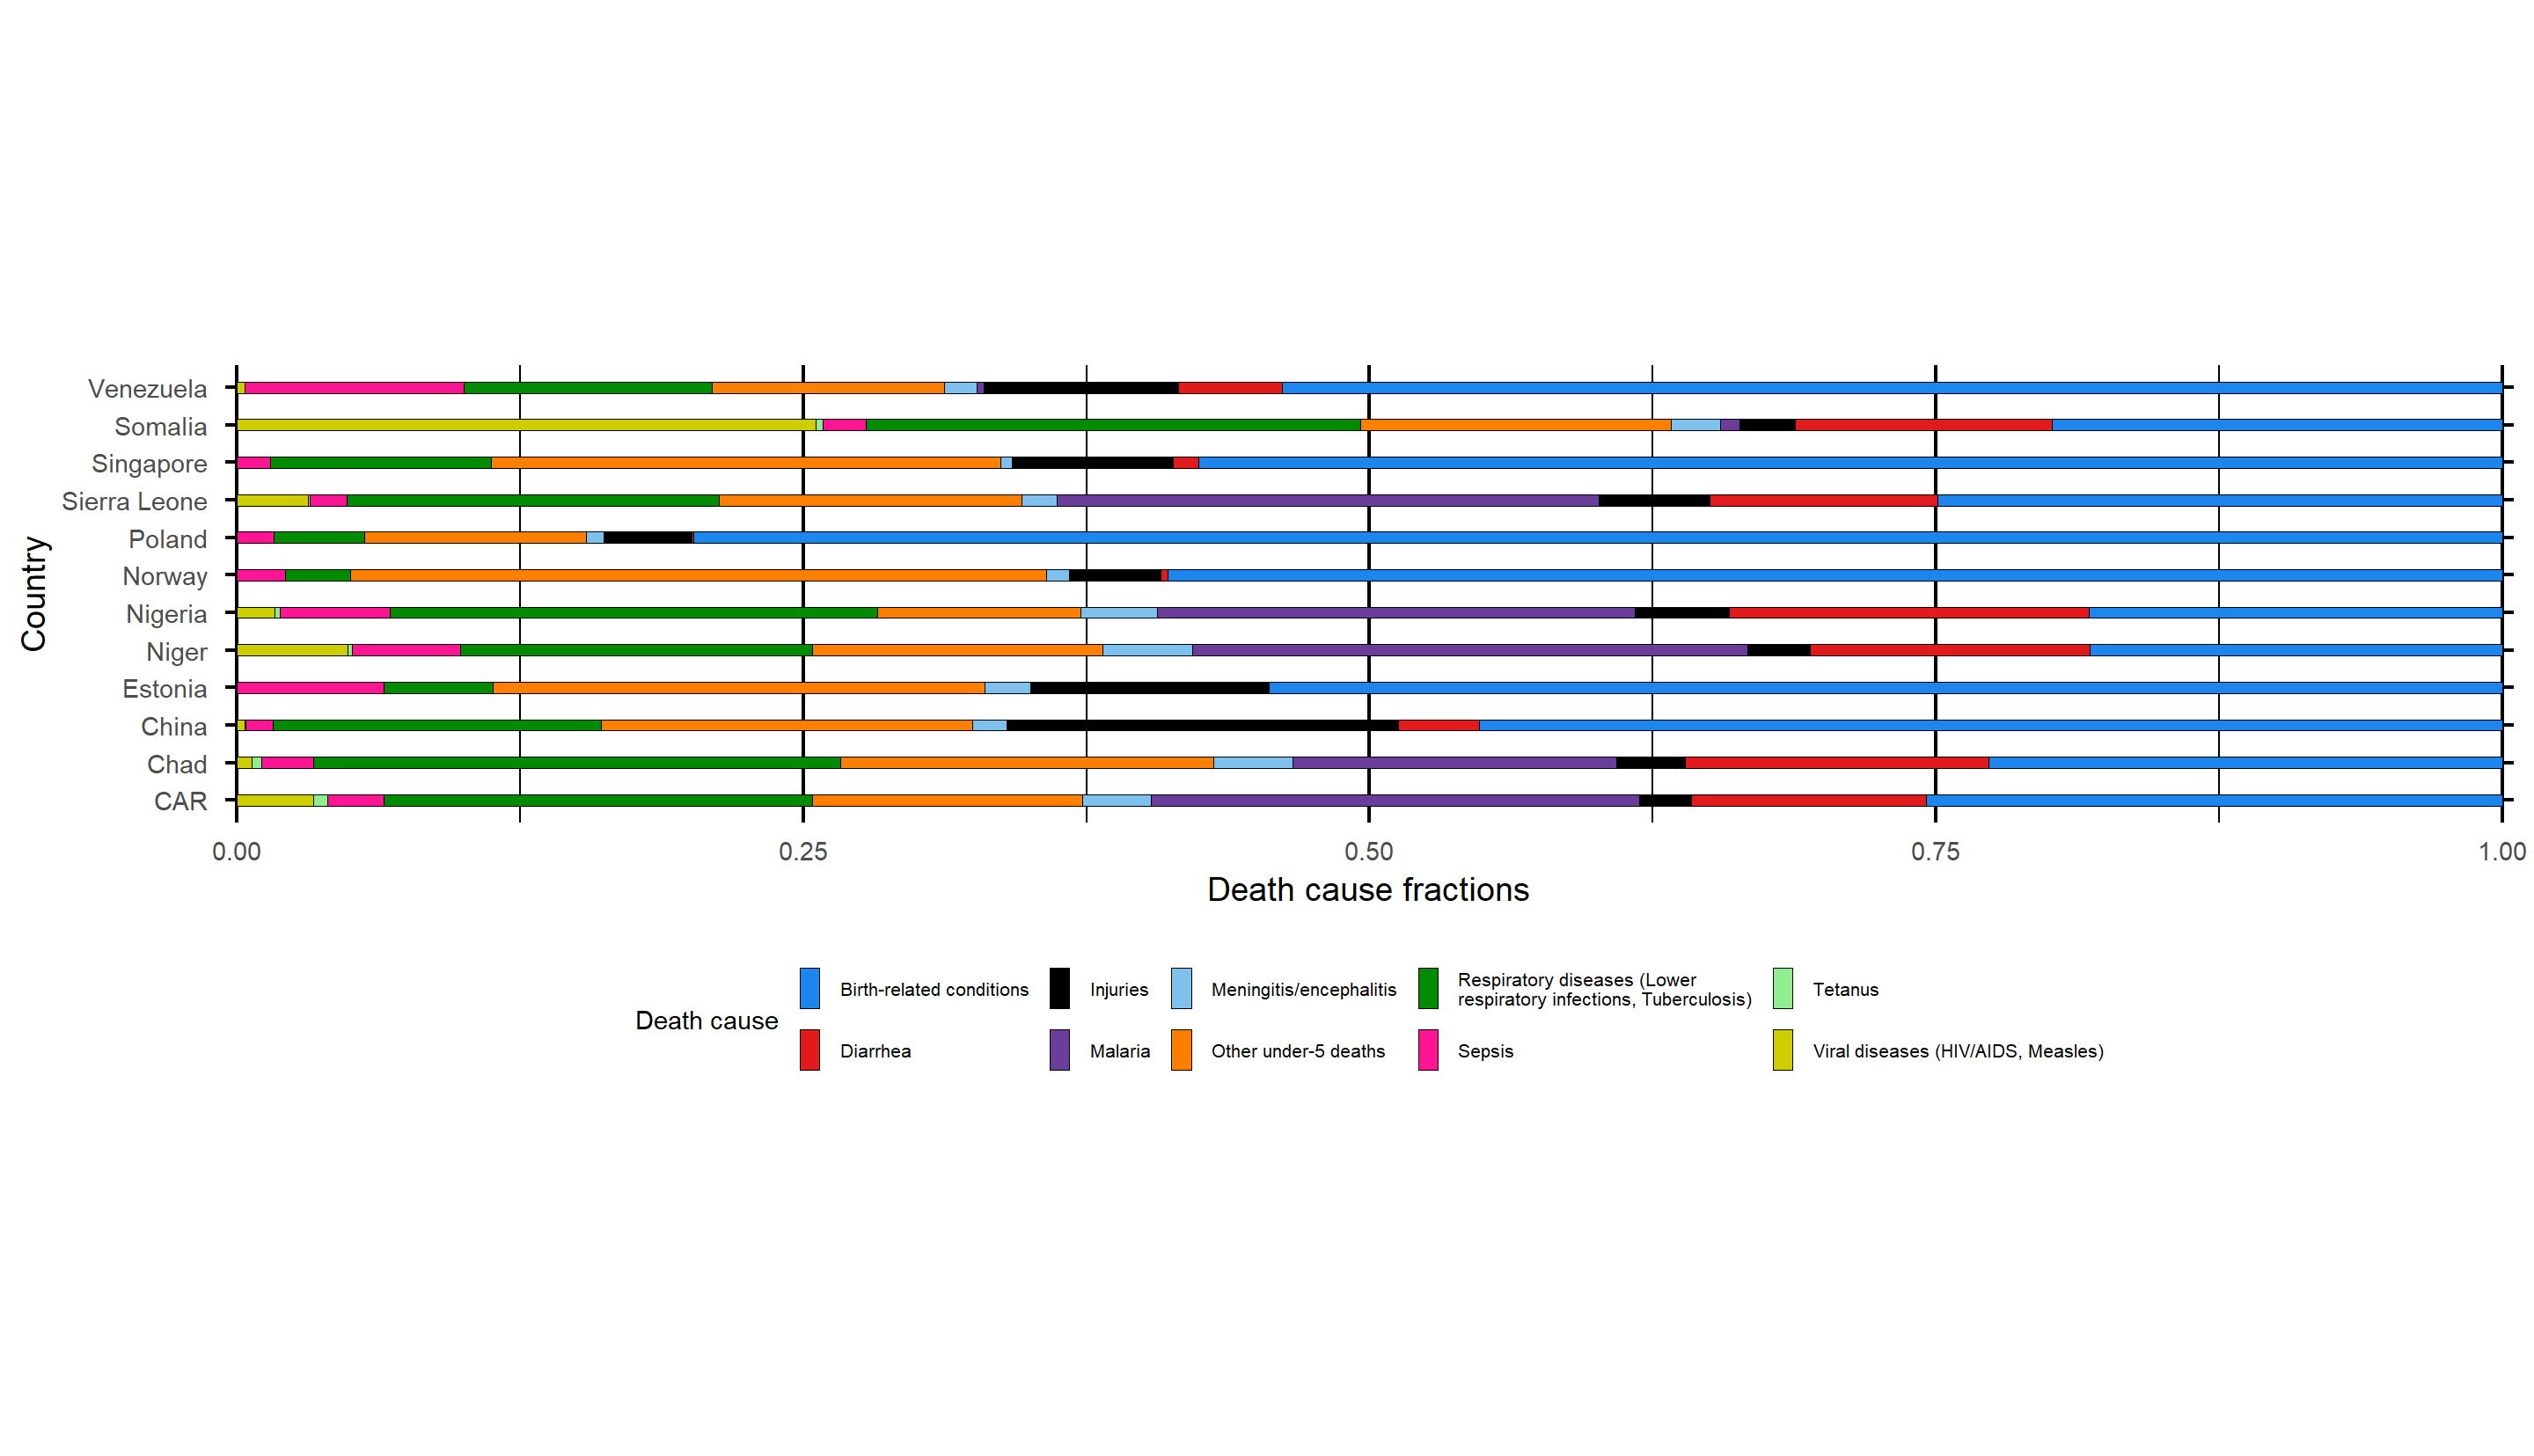 Venezuela
Somalia
Singapore
Sierra Leone
Poland
Norway
Nigeria
Niger
Estonia
China
Chad
CAR
Country
0.00 0.25 0.50 0.75 1.00
Death cause fractions
Death cause
Birth-related conditions
Diarrhea
Injuries
Malaria
Meningitis/encephalitis
Other under-5 deaths
Respiratory diseases (Lower
respiratory infections, Tuberculosis)
Sepsis
Tetanus
Viral diseases (HIV/AIDS, Measles)